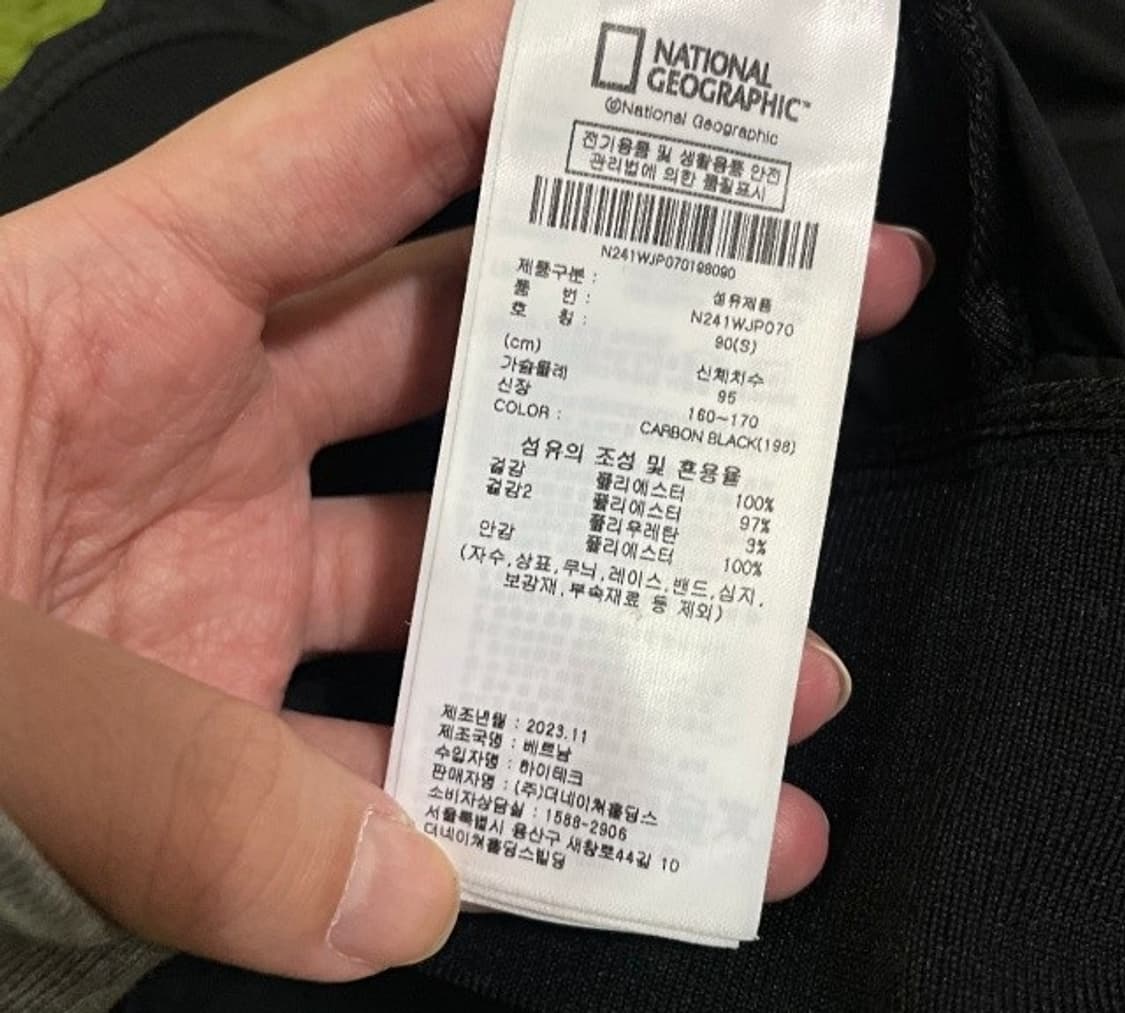 NATIONAL
GEOGRAPHIC™
©National Geographic
전기용품 및 생활용품 안전
관리법에 의한 품질표시
N241WJP070198090
제품구분 : 섬유제품
품 번 : N241WJP070
호 칭 : 90(S)
(cm) 신체치수
가슴둘레 95
신장 160~170
COLOR : CARBON BLACK(198)
섬유의 조성 및 혼용율
겉감 폴리에스터 100%
겉감2 폴리에스터 97%
폴리우레탄 3%
안감 폴리에스터 100%
(자수,상표,무늬,레이스,밴드,심지,
보강재,부속재료 등 제외)
제조년월 : 2023.11
제조국명 : 베트남
수입자명 : 하이테크
판매자명 : (주)더네이쳐홀딩스
소비자상담실 : 1588-2906
서울특별시 용산구 새창로44길 10
더네이쳐홀딩스빌딩